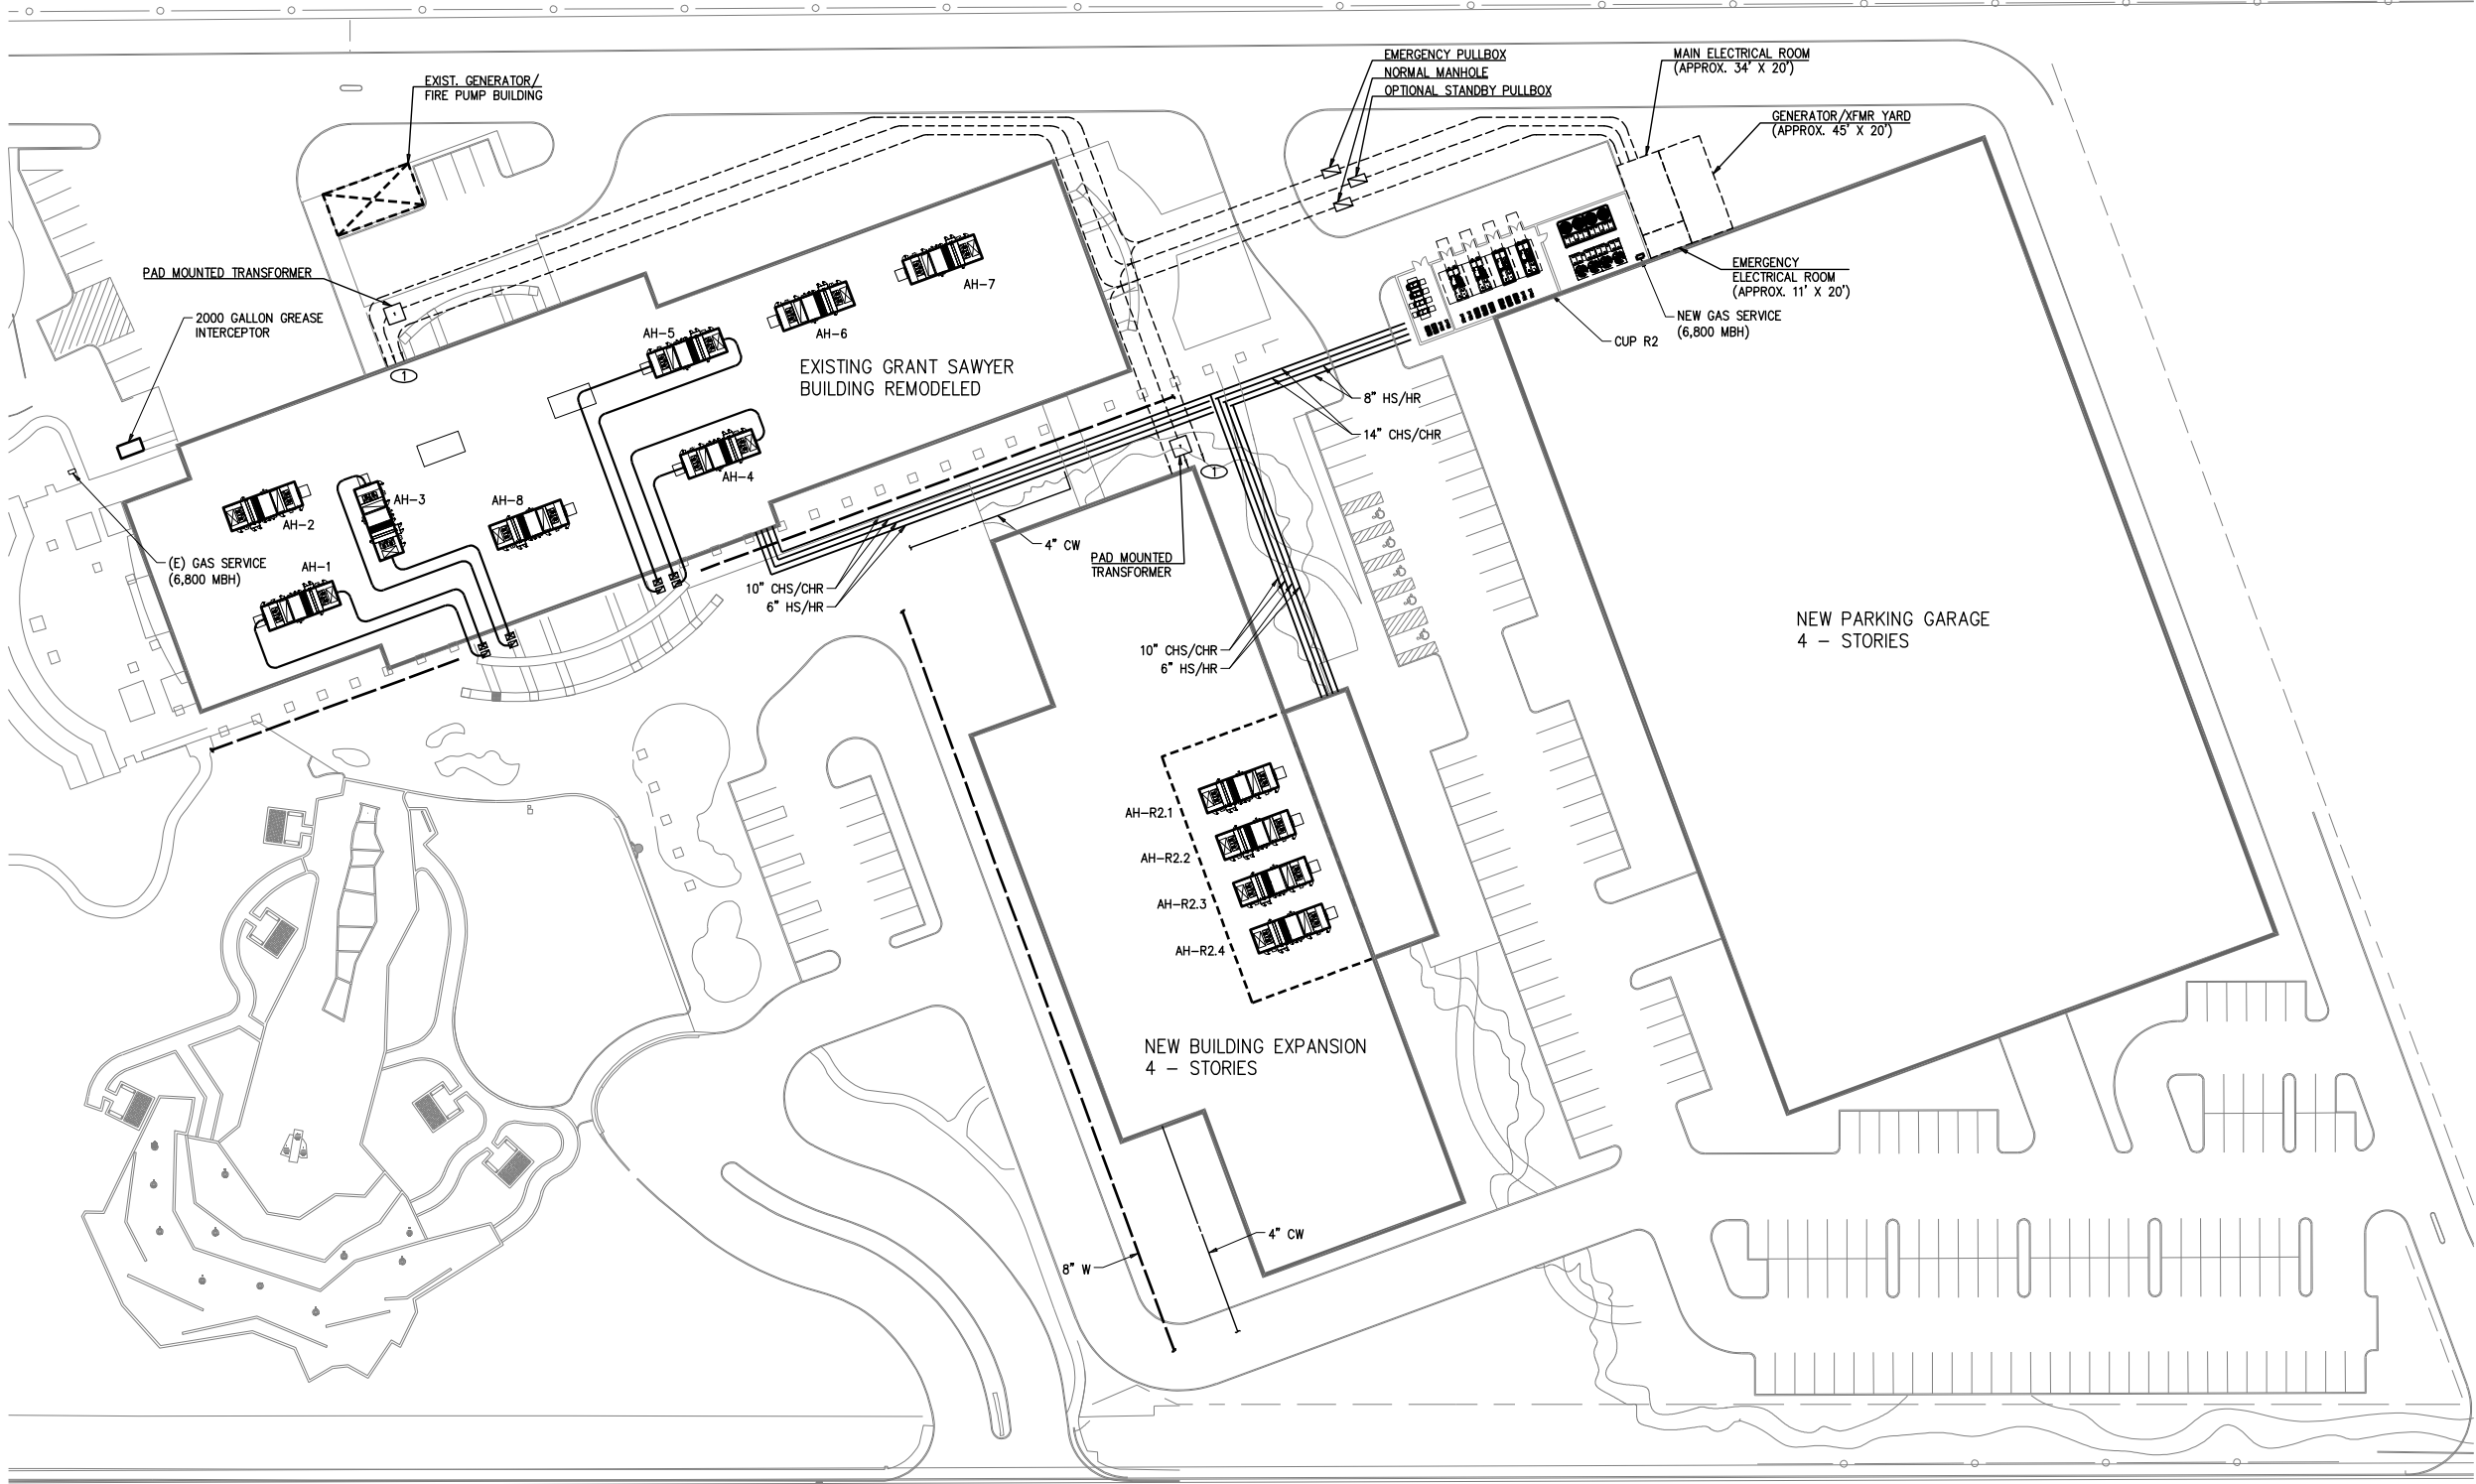 EMERGENCY PULLBOX
NORMAL MANHOLE
OPTIONAL STANDBY PULLBOX
MAIN ELECTRICAL ROOM
(APPROX. 34' X 20')
EXIST. GENERATOR/
FIRE PUMP BUILDING
GENERATOR/XFMR YARD
(APPROX. 45' X 20')
PAD MOUNTED TRANSFORMER
2000 GALLON GREASE
INTERCEPTOR
1
AH-7
AH-6
AH-5
EXISTING GRANT SAWYER
BUILDING REMODELED
EMERGENCY
ELECTRICAL ROOM
(APPROX. 11' X 20')
NEW GAS SERVICE
(6,800 MBH)
CUP R2
8" HS/HR
14" CHS/CHR
1
AH-4
AH-3
AH-8
AH-2
AH-1
(E) GAS SERVICE
(6,800 MBH)
4" CW
PAD MOUNTED
TRANSFORMER
10" CHS/CHR
6" HS/HR
10" CHS/CHR
6" HS/HR
NEW PARKING GARAGE
4 - STORIES
AH-R2.1
AH-R2.2
AH-R2.3
AH-R2.4
NEW BUILDING EXPANSION
4 - STORIES
4" CW
8" W